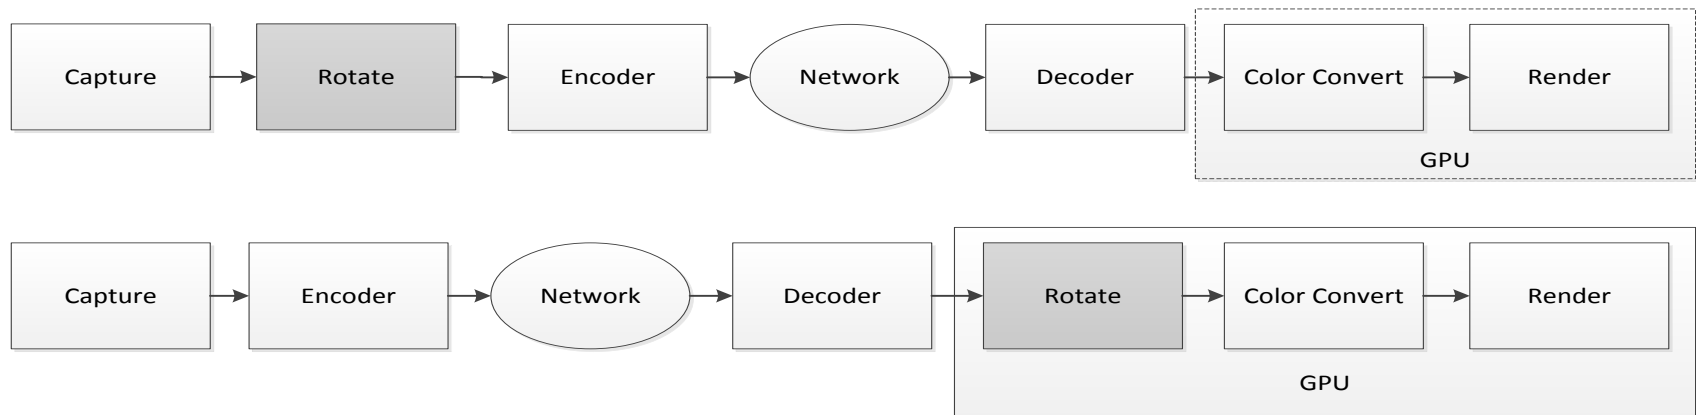 Capture
Rotate
Encoder
Network
Decoder
Color Convert
Render
GPU
Capture
Encoder
Network
Decoder
Rotate
Color Convert
Render
GPU